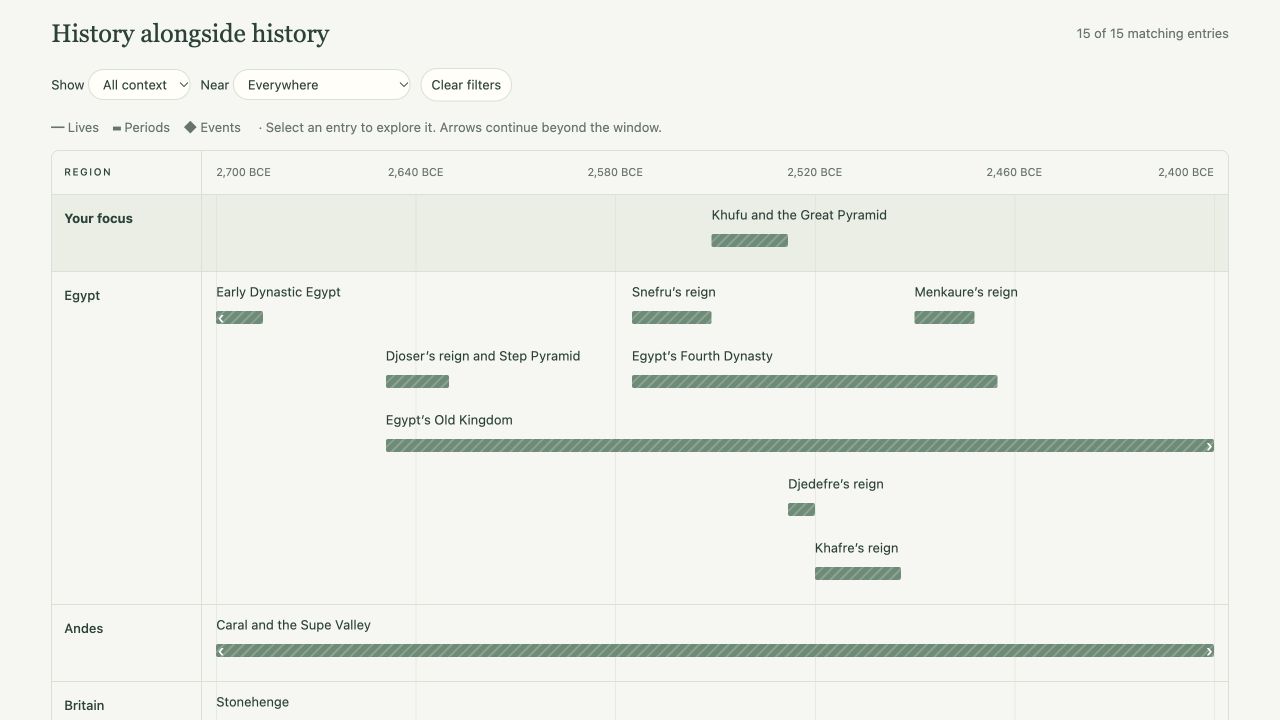 History alongside history
15 of 15 matching entries
Show All context Near Everywhere Clear filters
Lives Periods Events · Select an entry to explore it. Arrows continue beyond the window.
REGION 2,700 BCE 2,640 BCE 2,580 BCE 2,520 BCE 2,460 BCE 2,400 BCE
Your focus
Khufu and the Great Pyramid
Egypt
Early Dynastic Egypt Snefru’s reign Menkaure’s reign
Djoser’s reign and Step Pyramid Egypt’s Fourth Dynasty
Egypt’s Old Kingdom
Djedefre’s reign
Khafre’s reign
Andes
Caral and the Supe Valley
Britain
Stonehenge